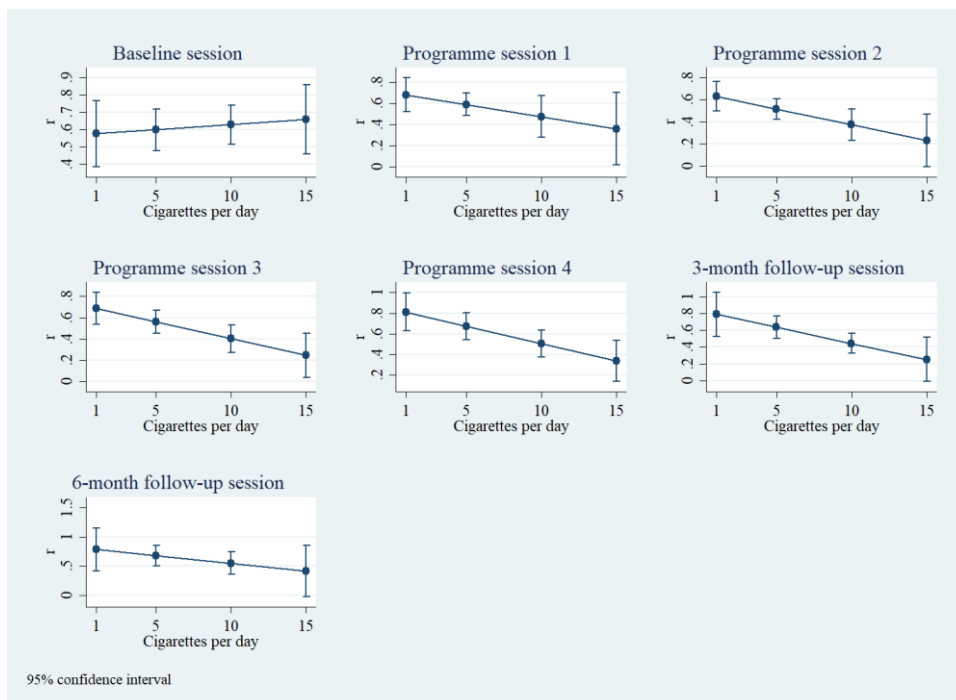 Baseline session
.9
.8
.7
.6
.5
.4
r
1 5 10 15
Cigarettes per day
Programme session 1
.8
.6
.4
.2
0
r
1 5 10 15
Cigarettes per day
Programme session 2
.8
.6
.4
.2
0
r
1 5 10 15
Cigarettes per day
Programme session 3
.8
.6
.4
.2
0
r
1 5 10 15
Cigarettes per day
Programme session 4
1
.8
.6
.4
.2
r
1 5 10 15
Cigarettes per day
3-month follow-up session
1
.8
.6
.4
.2
0
r
1 5 10 15
Cigarettes per day
6-month follow-up session
1.5
1
.5
0
r
1 5 10 15
Cigarettes per day
95% confidence interval